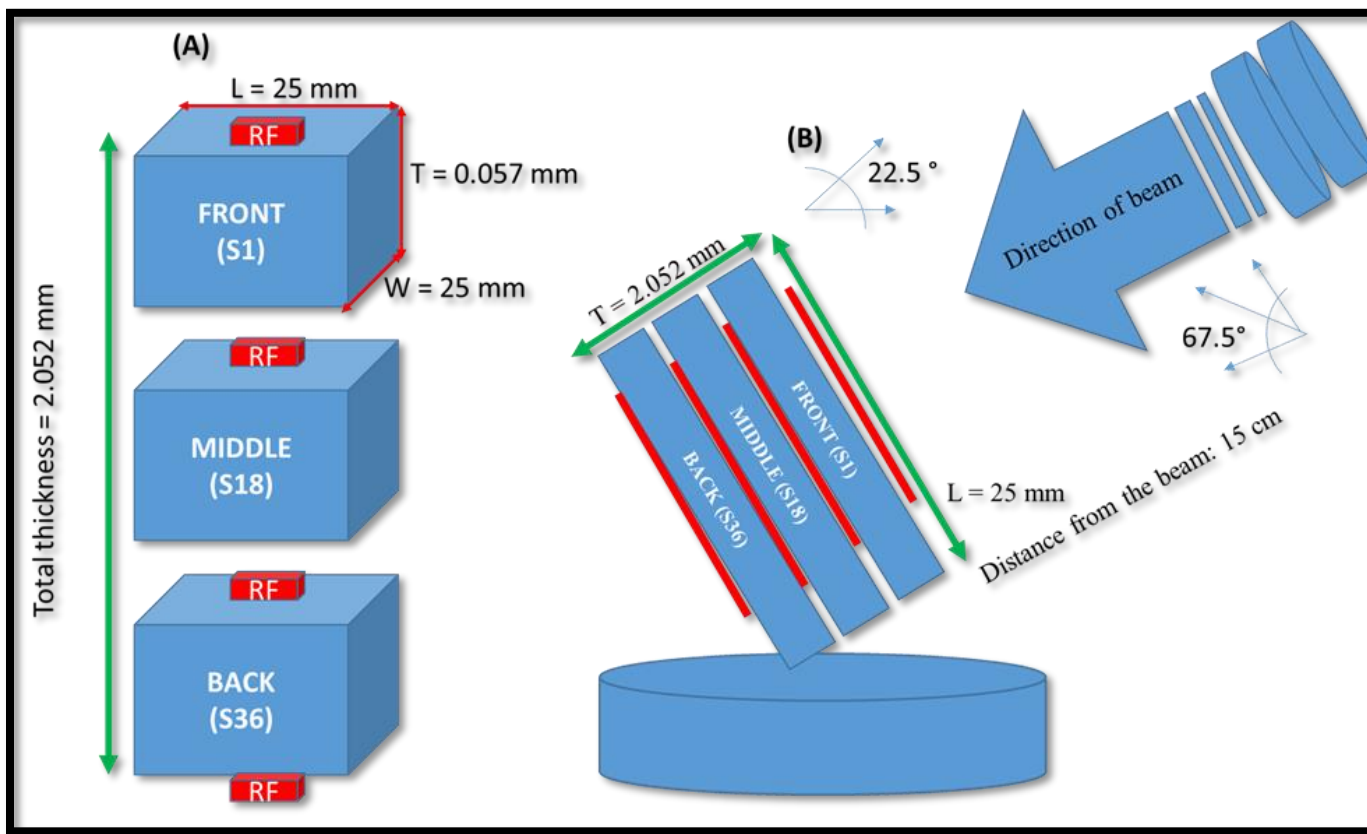 (A)
L = 25 mm
RF
T = 0.057 mm
FRONT
(S1)
W = 25 mm
Total thickness = 2.052 mm
RF
MIDDLE
(S18)
RF
BACK
(S36)
RF
(B)
22.5 °
Direction of beam
67.5°
T = 2.052 mm
FRONT (S1)
MIDDLE (S18)
BACK (S36)
L = 25 mm
Distance from the beam: 15 cm